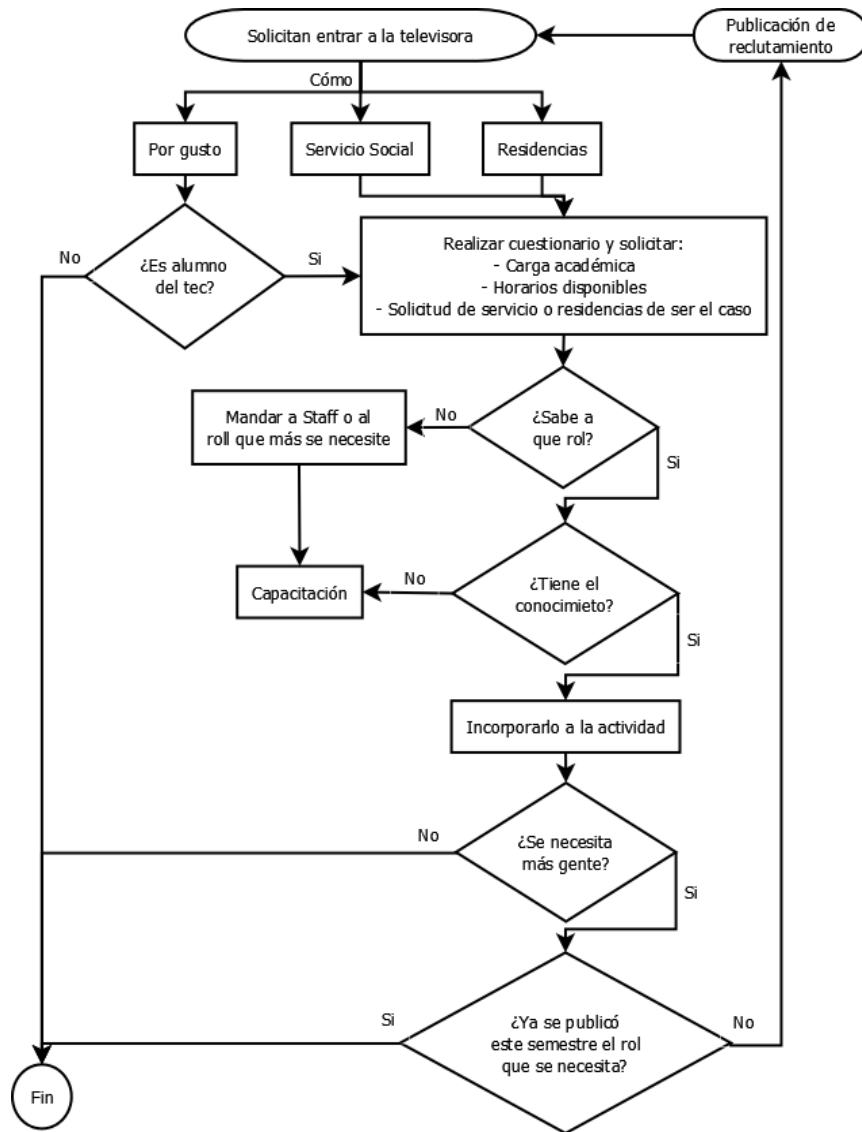 Solicitan entrar a la televisora
Publicación de
reclutamiento
Cómo
Por gusto
Servicio Social
Residencias
No
¿Es alumno
del tec?
Si
Realizar cuestionario y solicitar:
- Carga académica
- Horarios disponibles
- Solicitud de servicio o residencias de ser el caso
Mandar a Staff o al
roll que más se necesite
No
¿Sabe a
que rol?
Si
Capacitación
No
¿Tiene el
conocimieto?
Si
Incorporarlo a la actividad
No
¿Se necesita
más gente?
Si
Si
¿Ya se publicó
este semestre el rol
que se necesita?
No
Fin